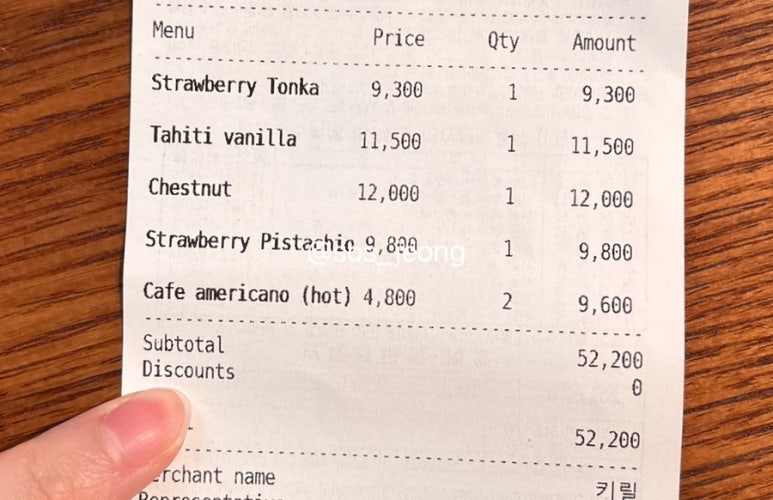 Menu Price Qty Amount
Strawberry Tonka 9,300 1 9,300
Tahiti vanilla 11,500 1 11,500
Chestnut 12,000 1 12,000
Strawberry Pistachio 9,800 1 9,800
Cafe americano (hot) 4,800 2 9,600
Subtotal 52,200
Discounts 0
52,200
name 키릴